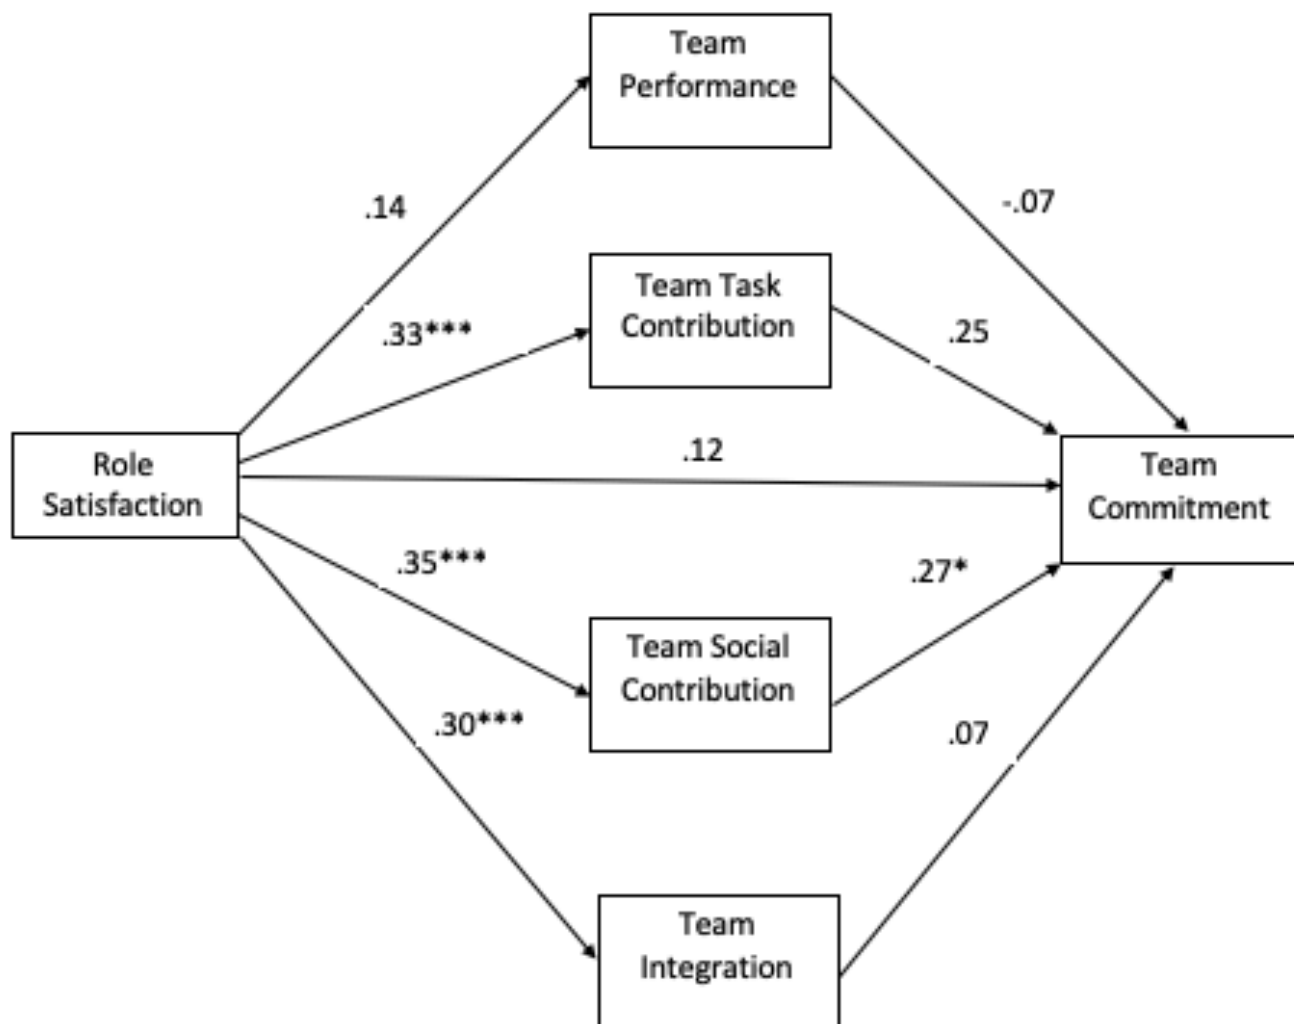 Team
Performance
.14
-.07
Team Task
Contribution
.33***
.25
.12
Role
Satisfaction
Team
Commitment
.35***
.27*
Team Social
Contribution
.30***
.07
Team
Integration